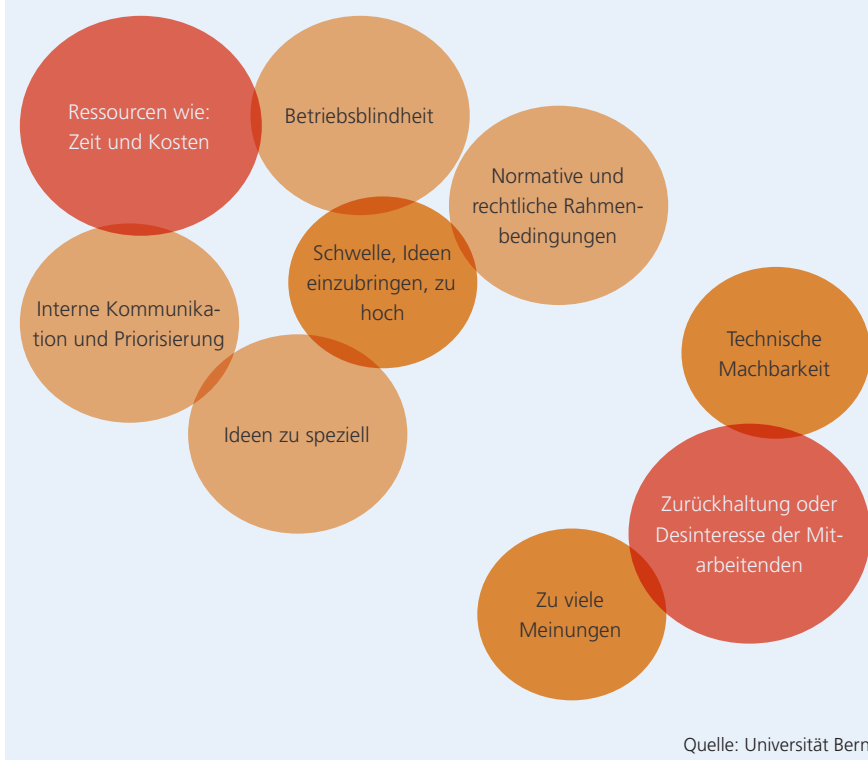 Ressourcen wie:
Zeit und Kosten
Betriebsblindheit
Normative und
rechtliche Rahmen-
bedingungen
Schwelle, Ideen
einzubringen, zu
hoch
Interne Kommunika-
tion und Priorisierung
Technische
Machbarkeit
Ideen zu speziell
Zurückhaltung oder
Desinteresse der Mit-
arbeitenden
Zu viele
Meinungen
Quelle: Universität Bern